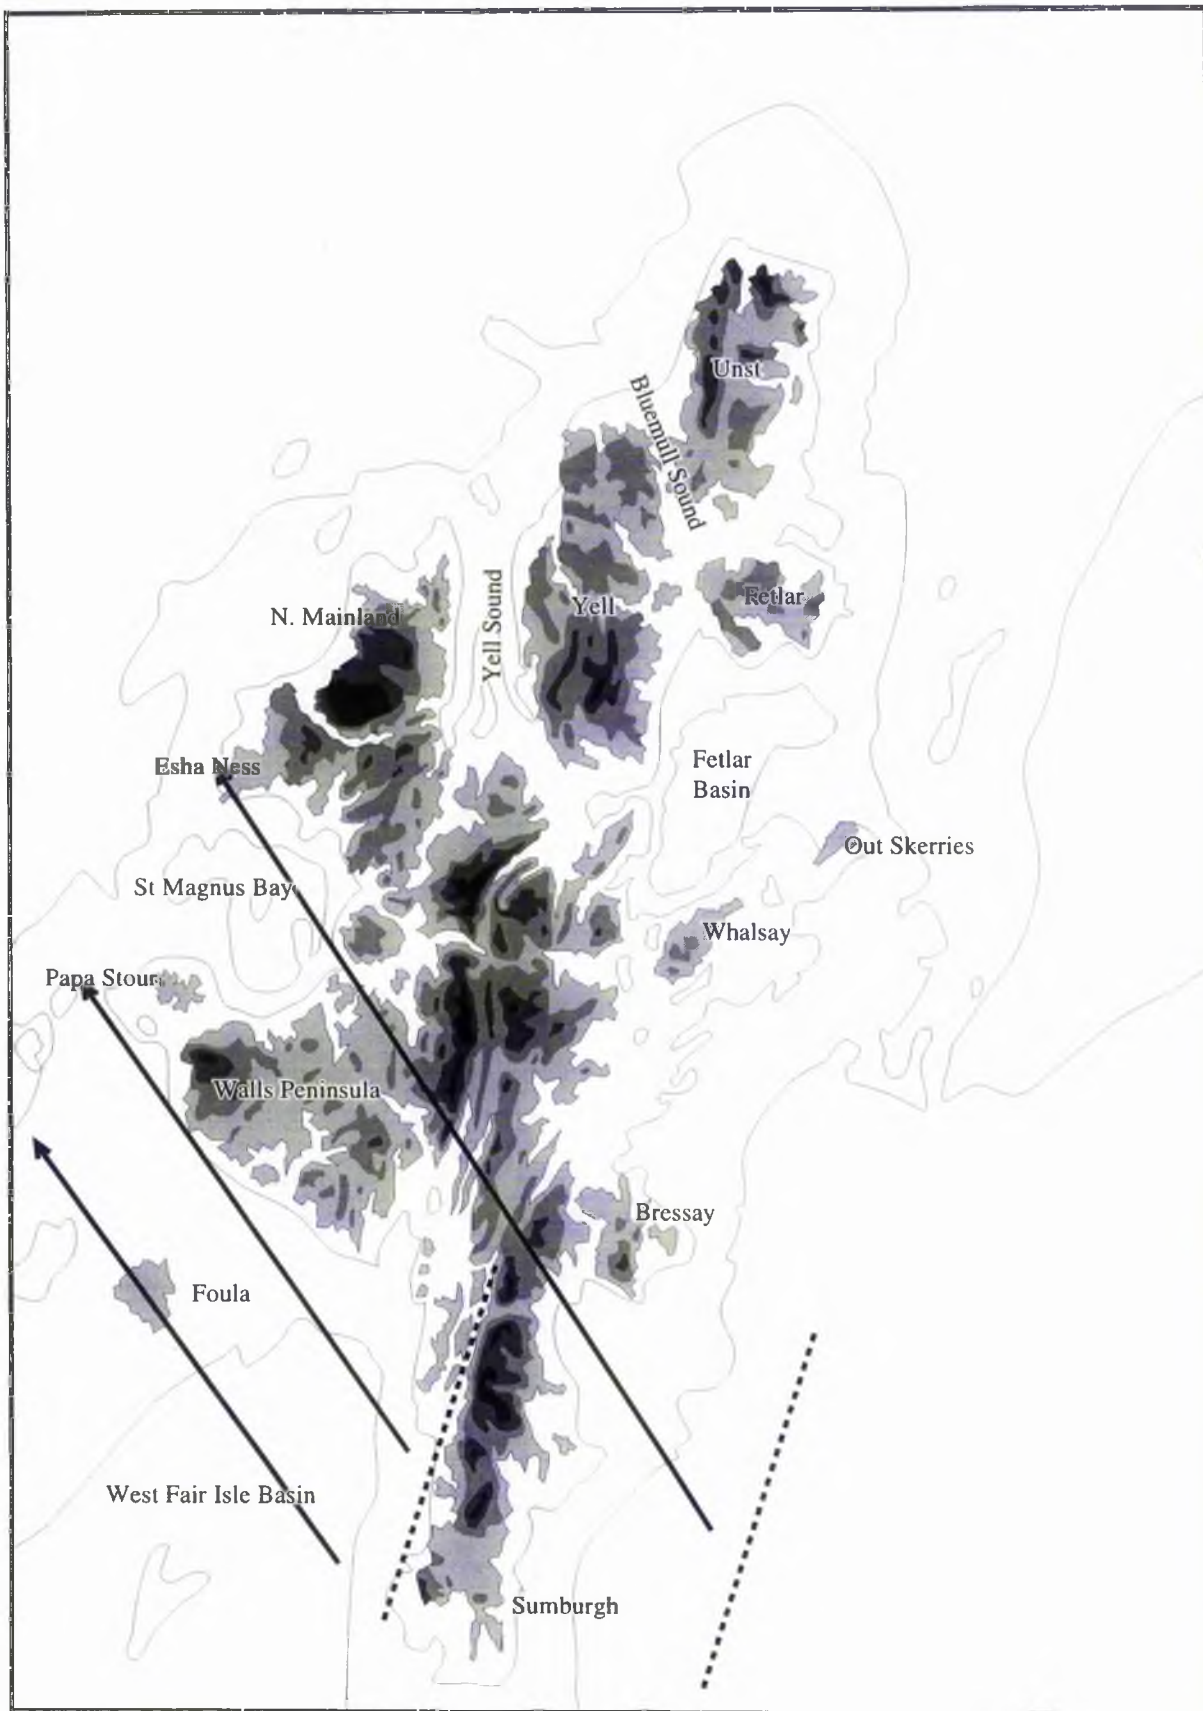 Unst
Bluemull Sound
N. Mainland
Yell Sound
Yell
Fetlar
Esha Ness
Fetlar
Basin
Out Skerries
St Magnus Bay
Whalsay
Papa Stour
Walls Peninsula
Bressay
Foula
West Fair Isle Basin
Sumburgh